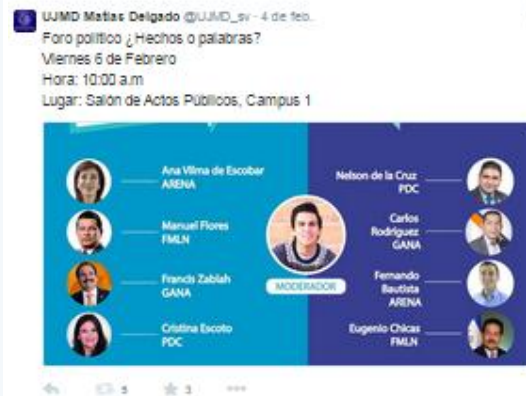 UJMD Matias Delgado @UJMD_sv · 4 de feb.
Foro político ¿Hechos o palabras?
Viernes 6 de Febrero
Hora: 10:00 a.m
Lugar: Salón de Actos Públicos, Campus 1
Ana Vilma de Escobar
ARENA
Manuel Flores
FMLN
Francis Zablah
GANA
Cristina Escoto
PDC
MODERADOR
Nelson de la Cruz
PDC
Carlos
Rodríguez
GANA
Fernando
Bautista
ARENA
Eugenio Chicas
FMLN
5
3